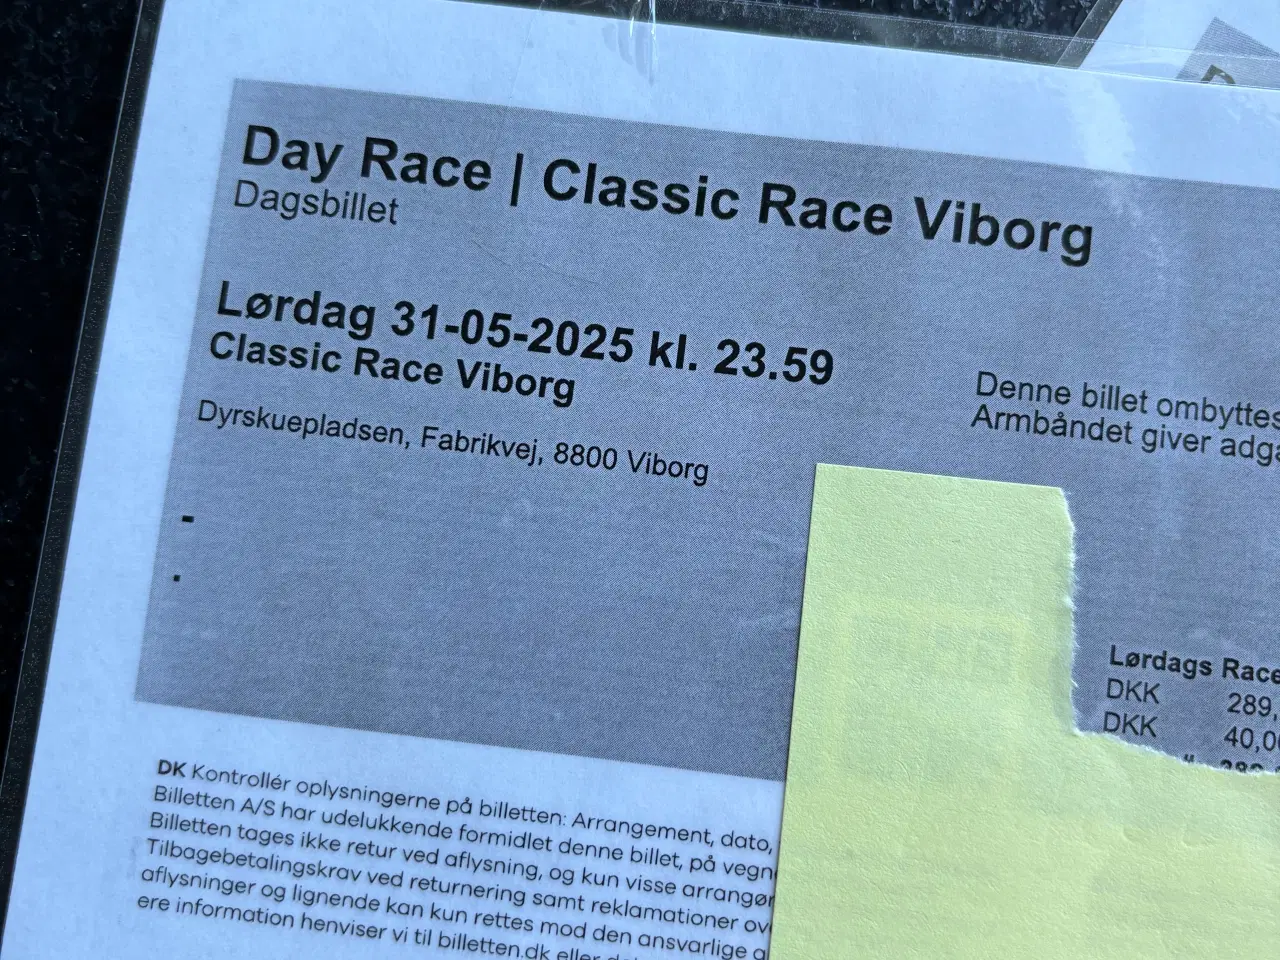 Day Race | Classic Race Viborg
Dagsbillet
Lørdag 31-05-2025 kl. 23.59
Classic Race Viborg
Dyrskuepladsen, Fabrikvej, 8800 Viborg
-
.
Denne billet ombyttes
Armbåndet giver
Lørdags Race
DKK 289,
DKK 40,0
DK Kontrollér oplysningerne på billetten: Arrangement, dato,
Billetten A/S har udelukkende formidlet denne billet, på
Billetten tages ikke retur ved aflysning, og kun visse
Tilbagebetalingskrav ved returnering samt reklamationer
aflysninger og lignende kan kun rettes mod den ansvarlige
ere information henviser vi til billetten.dk eller